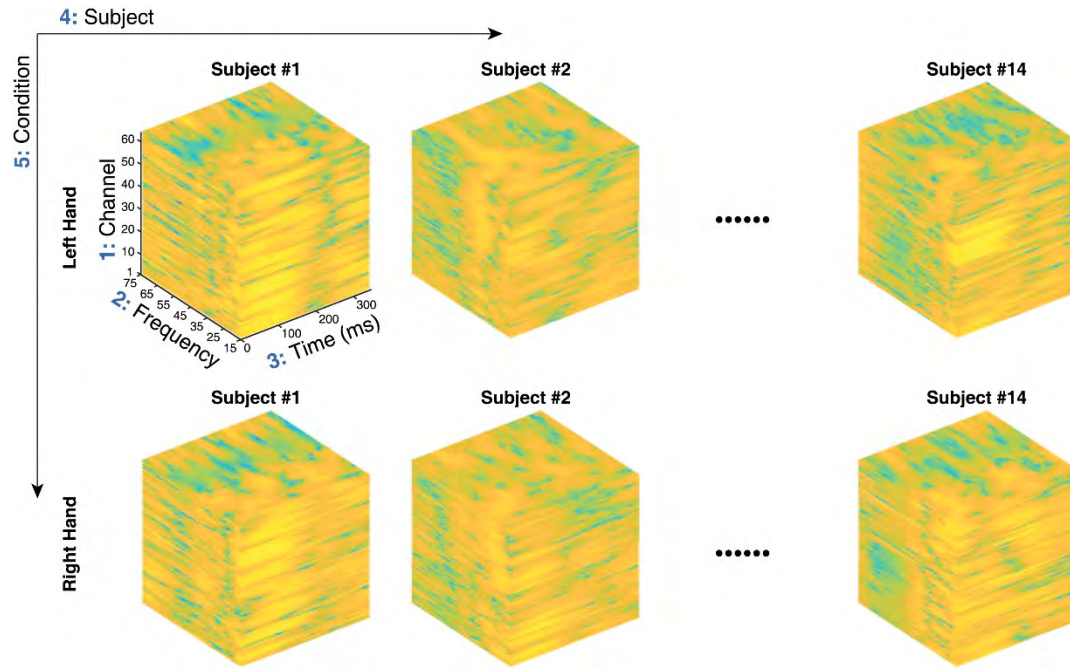 4: Subject
5: Condition
Subject #1
Subject #2
Subject #14
Left Hand
1: Channel
60
50
40
30
20
10
1
75
65
55
45
35
25
15
2: Frequency
0
100
200
300
3: Time (ms)
......
Subject #1
Subject #2
Subject #14
Right Hand
......